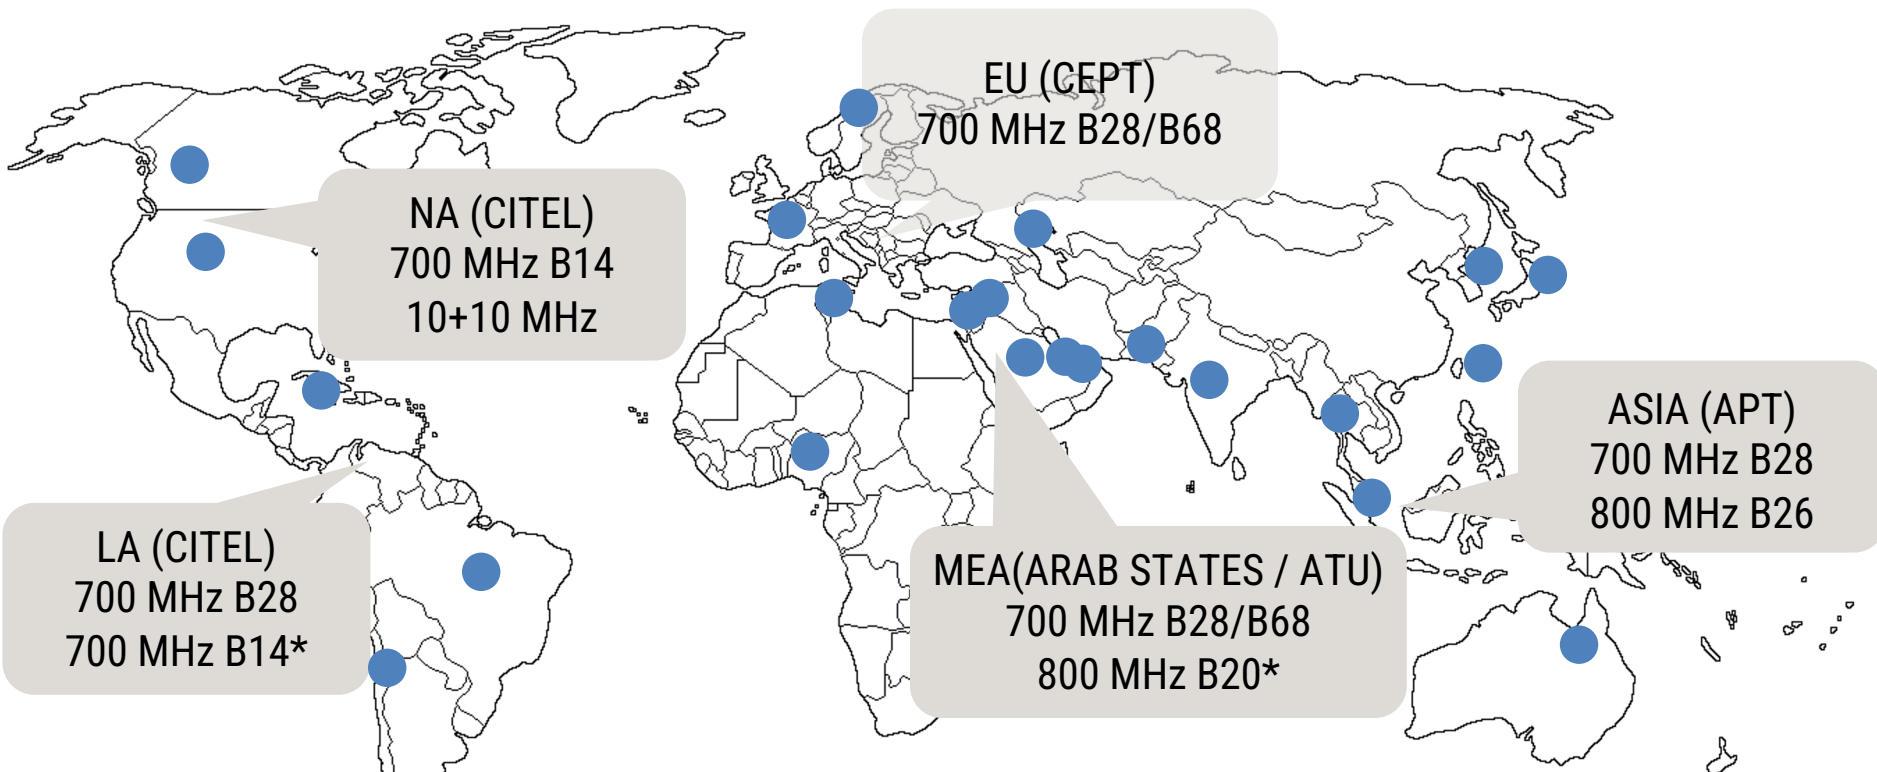 EU (CEPT)
700 MHz B28/B68
NA (CITEL)
700 MHz B14
10+10 MHz
ASIA (APT)
700 MHz B28
800 MHz B26
LA (CITEL)
700 MHz B28
700 MHz B14*
MEA(ARAB STATES / ATU)
700 MHz B28/B68
800 MHz B20*